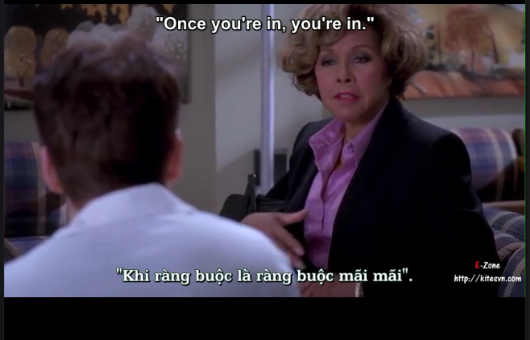 "Once you're in, you're in."
"Khi ràng buộc là ràng buộc mãi mãi".
E-Zone
http://kitesvn.com